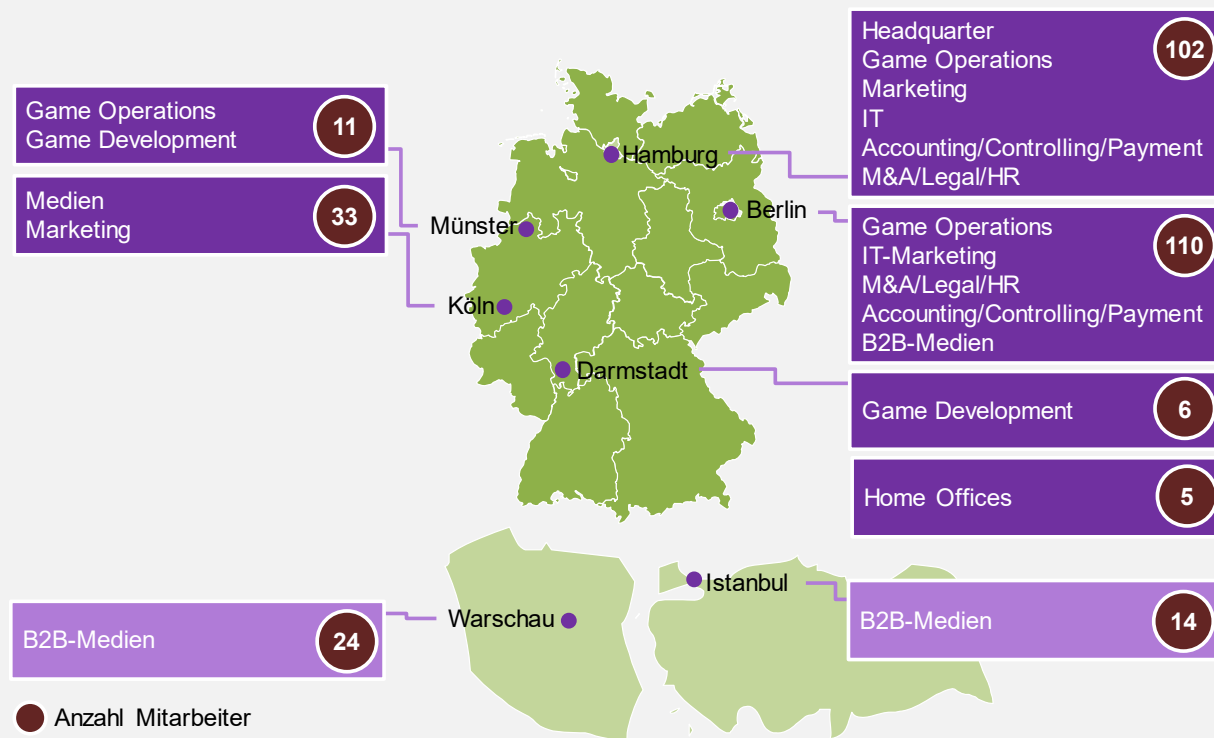 Game Operations
Game Development
11
Medien
Marketing
33
Headquarter
Game Operations
Marketing
IT
Accounting/Controlling/Payment
M&A/Legal/HR
102
Hamburg
Berlin
Münster
Köln
Darmstadt
Game Operations
IT-Marketing
M&A/Legal/HR
Accounting/Controlling/Payment
B2B-Medien
110
Game Development
6
Home Offices
5
Istanbul
Warschau
B2B-Medien
24
B2B-Medien
14
Anzahl Mitarbeiter